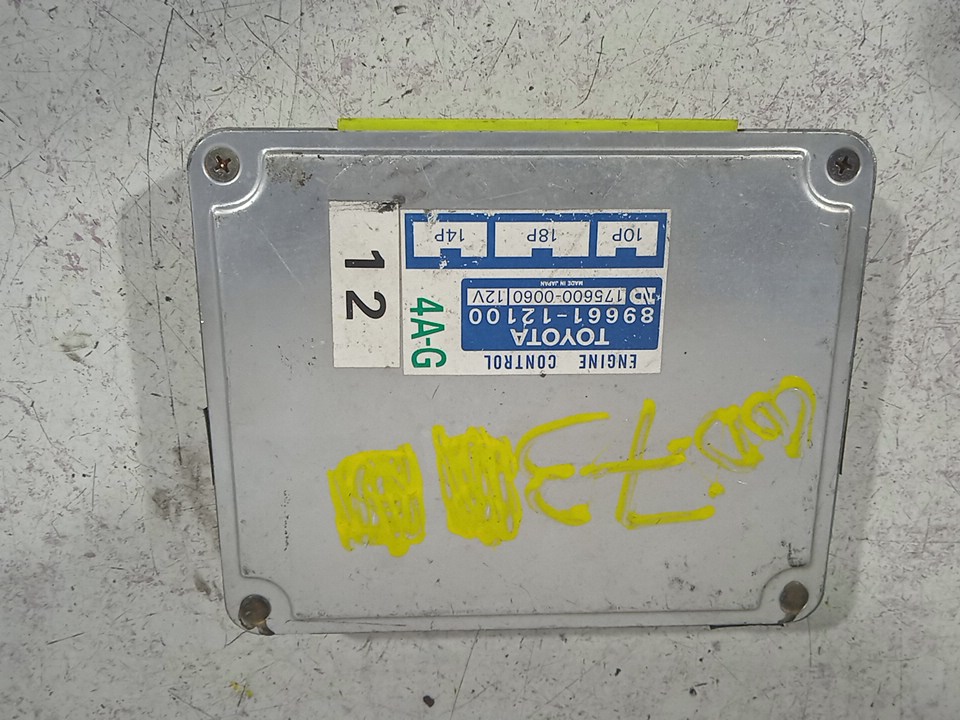 ENGINE CONTROL
TOYOTA
89661-12100
175600-0060 12V
MADE IN JAPAN
4A-G
10P 18P 14P
12